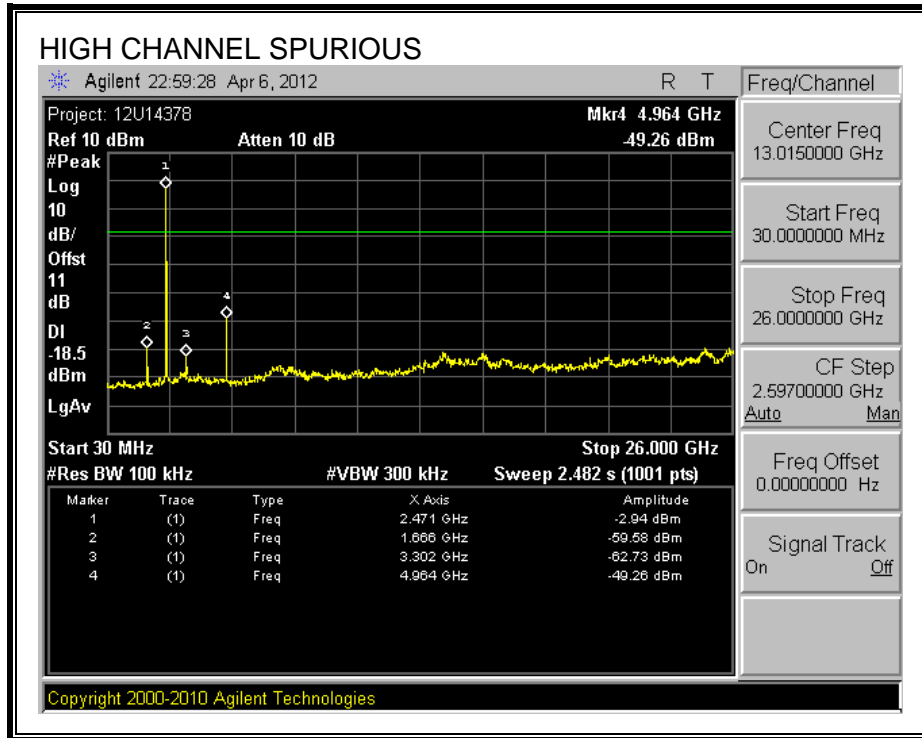 HIGH CHANNEL SPURIOUS
Agilent 22:59:28 Apr 6, 2012 R T
Project: 12U14378 Mkr4 4.964 GHz
Ref 10 dBm Atten 10 dB -49.26 dBm
#Peak
Log
10
dB/
Offst
11
dB
DI
-18.5
dBm
LgAv
1
2
3
4
Start 30 MHz Stop 26.000 GHz
#Res BW 100 kHz #VBW 300 kHz Sweep 2.482 s (1001 pts)
Marker Trace Type X Axis Amplitude
1 (1) Freq 2.471 GHz -2.94 dBm
2 (1) Freq 1.666 GHz -59.58 dBm
3 (1) Freq 3.302 GHz -62.73 dBm
4 (1) Freq 4.964 GHz -49.26 dBm
Copyright 2000-2010 Agilent Technologies
Freq/Channel
Center Freq
13.0150000 GHz
Start Freq
30.0000000 MHz
Stop Freq
26.0000000 GHz
CF Step
2.59700000 GHz
Auto Man
Freq Offset
0.00000000 Hz
Signal Track
On Off